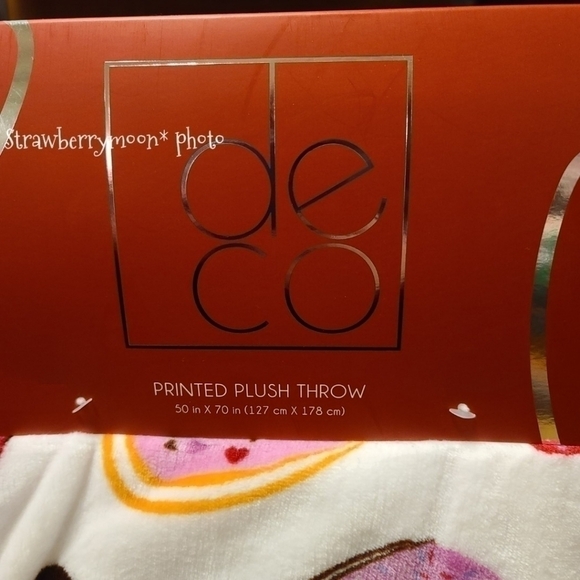 Strawberrymoon* photo
de
co
PRINTED PLUSH THROW
50 in X 70 in (127 cm X 178 cm)